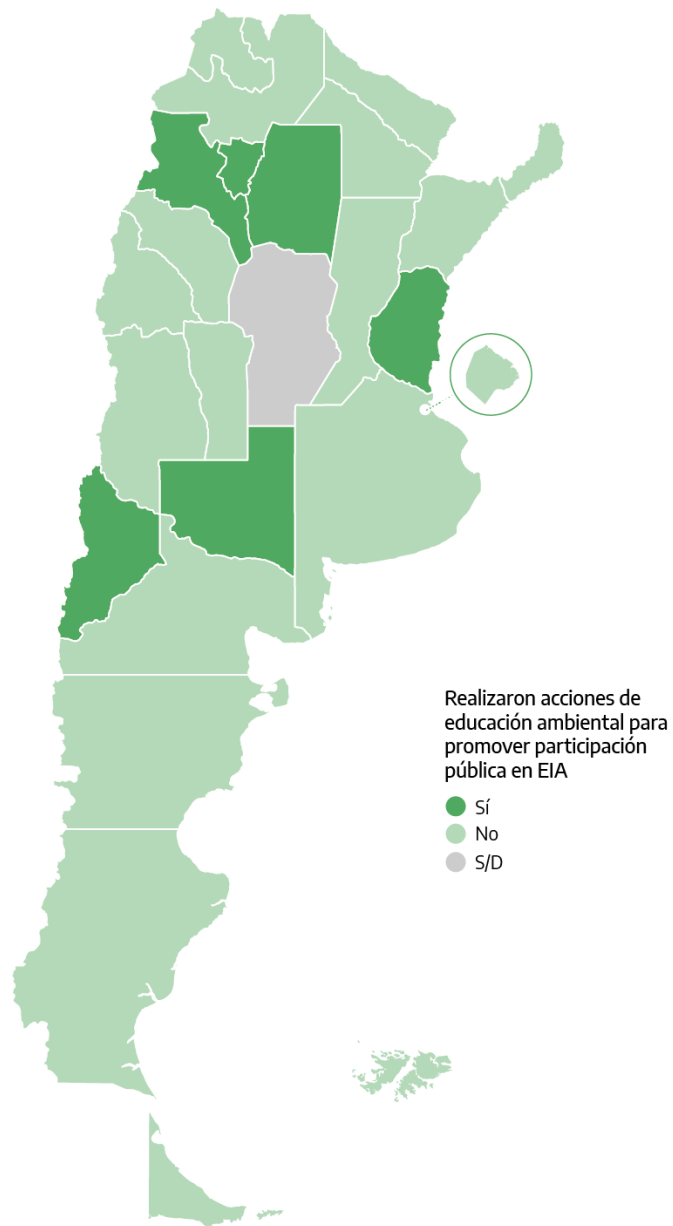 Realizaron acciones de
educación ambiental para
promover participación
pública en EIA
Sí
No
S/D